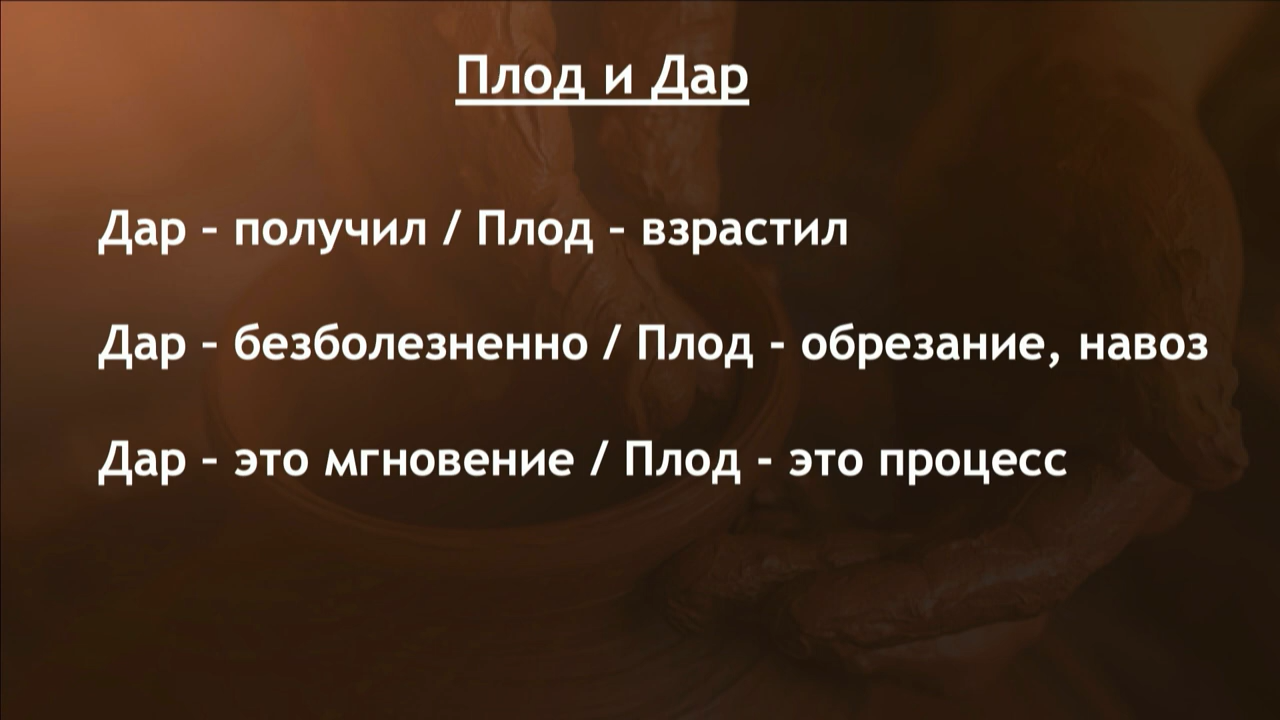 Плод и Дар
Дар – получил / Плод – взрастил
Дар – безболезненно / Плод - обрезание, навоз
Дар – это мгновение / Плод - это процесс